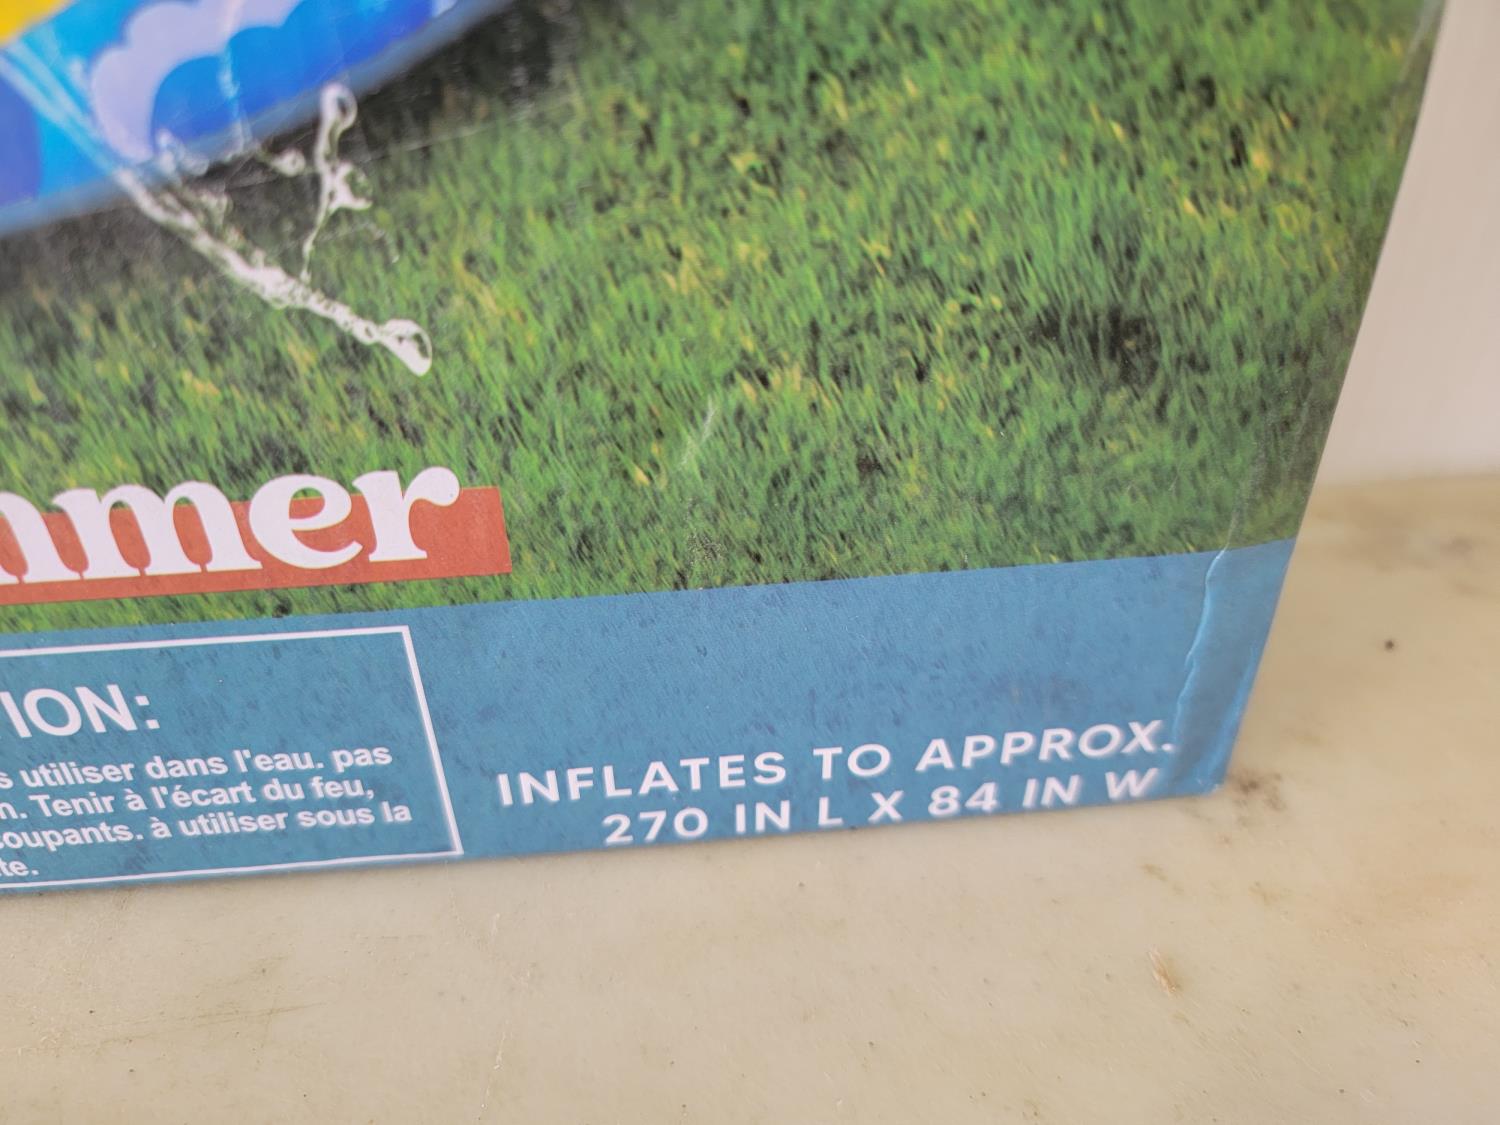 mmer
ION:
s utiliser dans l'eau. pas
n. Tenir à l'écart du feu,
coupants. à utiliser sous la
te.
INFLATES TO APPROX.
270 IN L X 84 IN W